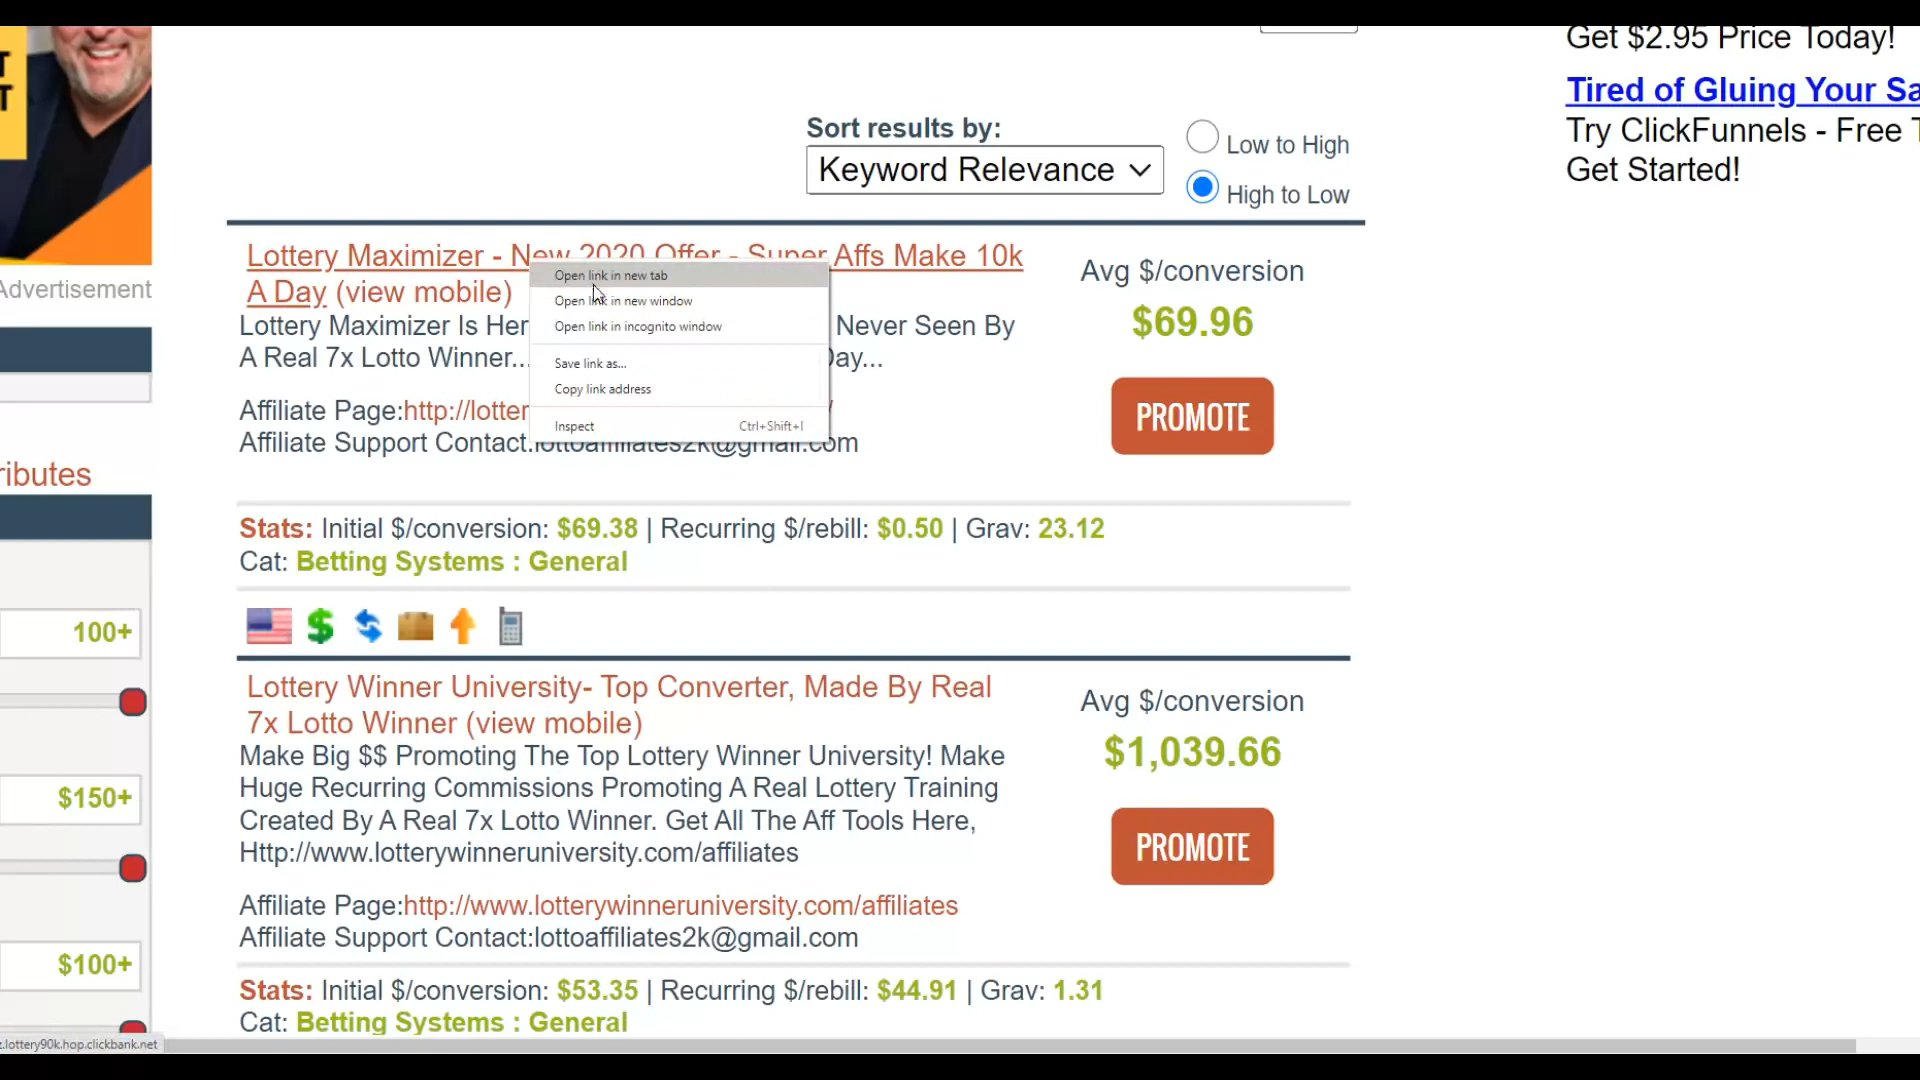 Get $2.95 Price Today!
Tired of Gluing Your Sa
Try ClickFunnels - Free T
Get Started!
T
T
Advertisement
ributes
100+
$150+
$100+
Sort results by:
Keyword Relevance
Low to High
High to Low
Lottery Maximizer - New 2020 Offer - Super Affs Make 10k
A Day (view mobile)
Lottery Maximizer Is Her Never Seen By
A Real 7x Lotto Winner... Day...
Affiliate Page:http://lotter /
Affiliate Support Contact:lottoaffiliates2k@gmail.com
Open link in new tab
Open link in new window
Open link in incognito window
Save link as...
Copy link address
Inspect Ctrl+Shift+I
Avg $/conversion
$69.96
PROMOTE
Stats: Initial $/conversion: $69.38 | Recurring $/rebill: $0.50 | Grav: 23.12
Cat: Betting Systems : General
Lottery Winner University- Top Converter, Made By Real
7x Lotto Winner (view mobile)
Make Big $$ Promoting The Top Lottery Winner University! Make
Huge Recurring Commissions Promoting A Real Lottery Training
Created By A Real 7x Lotto Winner. Get All The Aff Tools Here,
Http://www.lotterywinneruniversity.com/affiliates
Affiliate Page:http://www.lotterywinneruniversity.com/affiliates
Affiliate Support Contact:lottoaffiliates2k@gmail.com
Avg $/conversion
$1,039.66
PROMOTE
Stats: Initial $/conversion: $53.35 | Recurring $/rebill: $44.91 | Grav: 1.31
Cat: Betting Systems : General
z.lottery90k.hop.clickbank.net